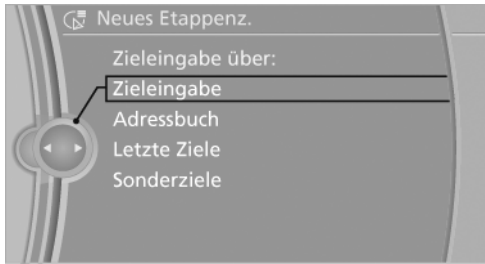 Neues Etappenz.
Zieleingabe über:
Zieleingabe
Adressbuch
Letzte Ziele
Sonderziele